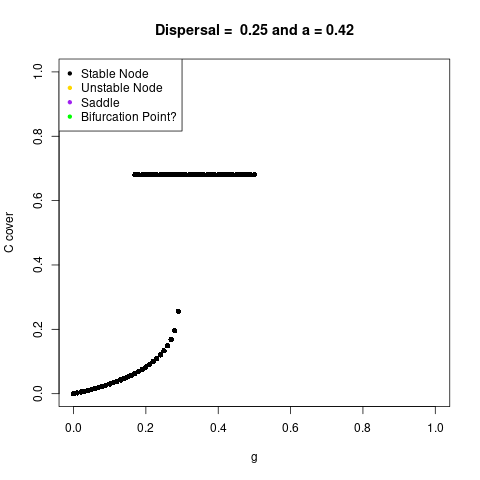 Dispersal =  0.25 and a = 0.42
Stable Node
Unstable Node
Saddle
Bifurcation Point?
C cover
1.0
0.8
0.6
0.4
0.2
0.0
0.0 0.2 0.4 0.6 0.8 1.0
g